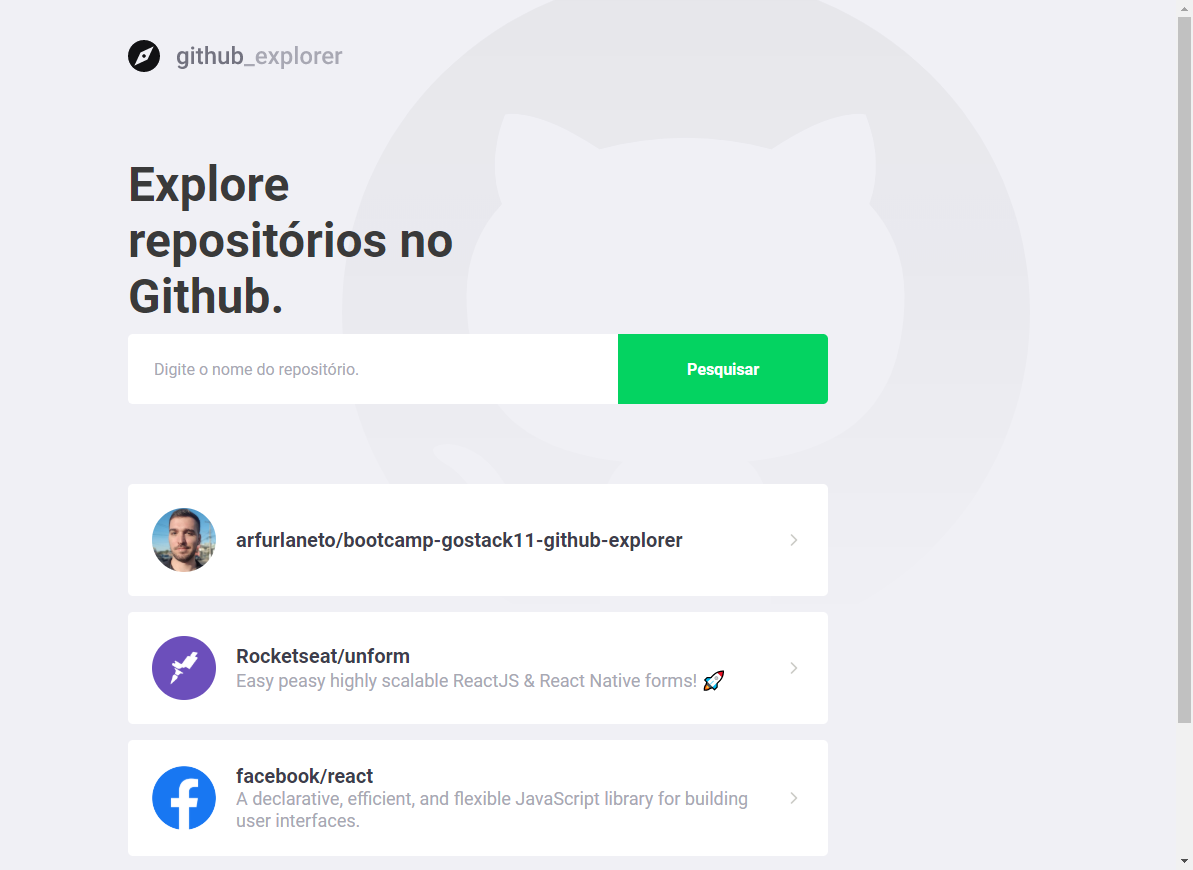 github_explorer
Explore
repositórios no
Github.
Digite o nome do repositório.
Pesquisar
arfurlaneto/bootcamp-gostack11-github-explorer
Rocketseat/unform
Easy peasy highly scalable ReactJS & React Native forms! 🚀
facebook/react
A declarative, efficient, and flexible JavaScript library for building
user interfaces.